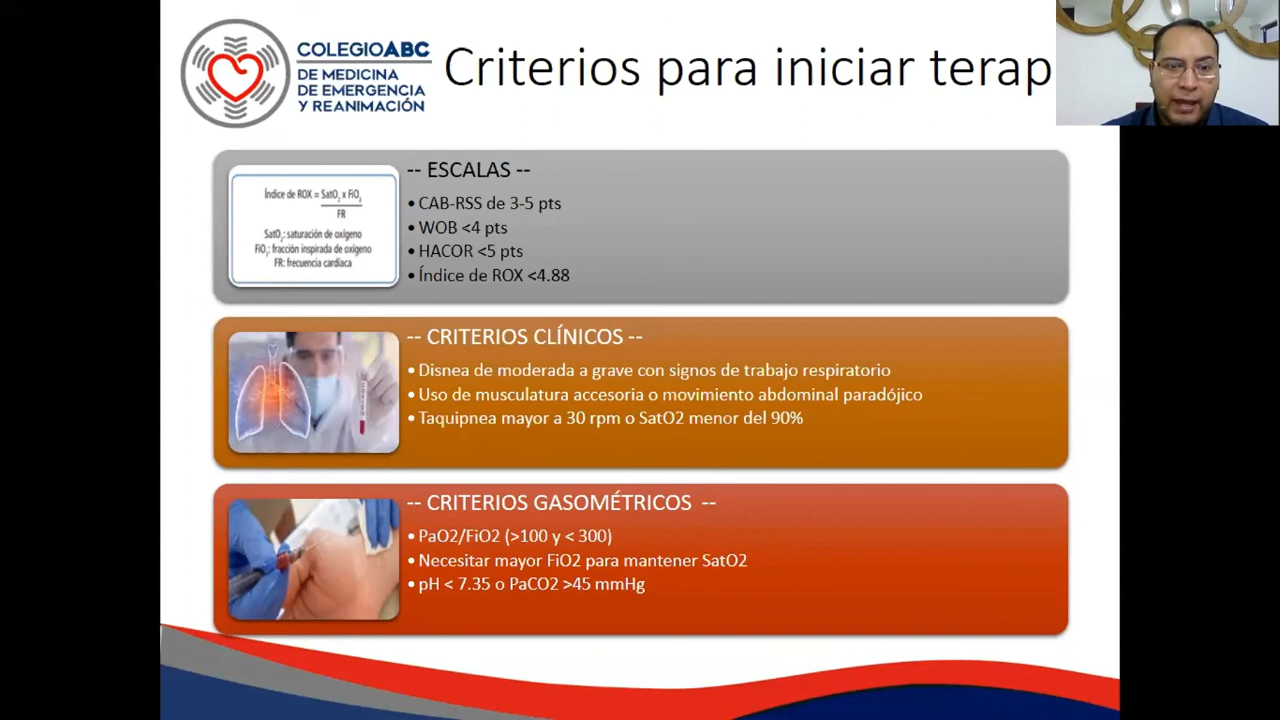 COLEGIOABC
DE MEDICINA
DE EMERGENCIA
Y REANIMACIÓN
Criterios para iniciar terap
-- ESCALAS --
• CAB-RSS de 3-5 pts
• WOB <4 pts
• HACOR <5 pts
• Índice de ROX <4.88
Índice de ROX = SatO2 x FiO2
FR
SatO2: saturación de oxígeno
FiO2: fracción inspirada de oxígeno
FR: frecuencia cardíaca
-- CRITERIOS CLÍNICOS --
• Disnea de moderada a grave con signos de trabajo respiratorio
• Uso de musculatura accesoria o movimiento abdominal paradójico
• Taquipnea mayor a 30 rpm o SatO2 menor del 90%
-- CRITERIOS GASOMÉTRICOS --
• PaO2/FiO2 (>100 y < 300)
• Necesitar mayor FiO2 para mantener SatO2
• pH < 7.35 o PaCO2 >45 mmHg